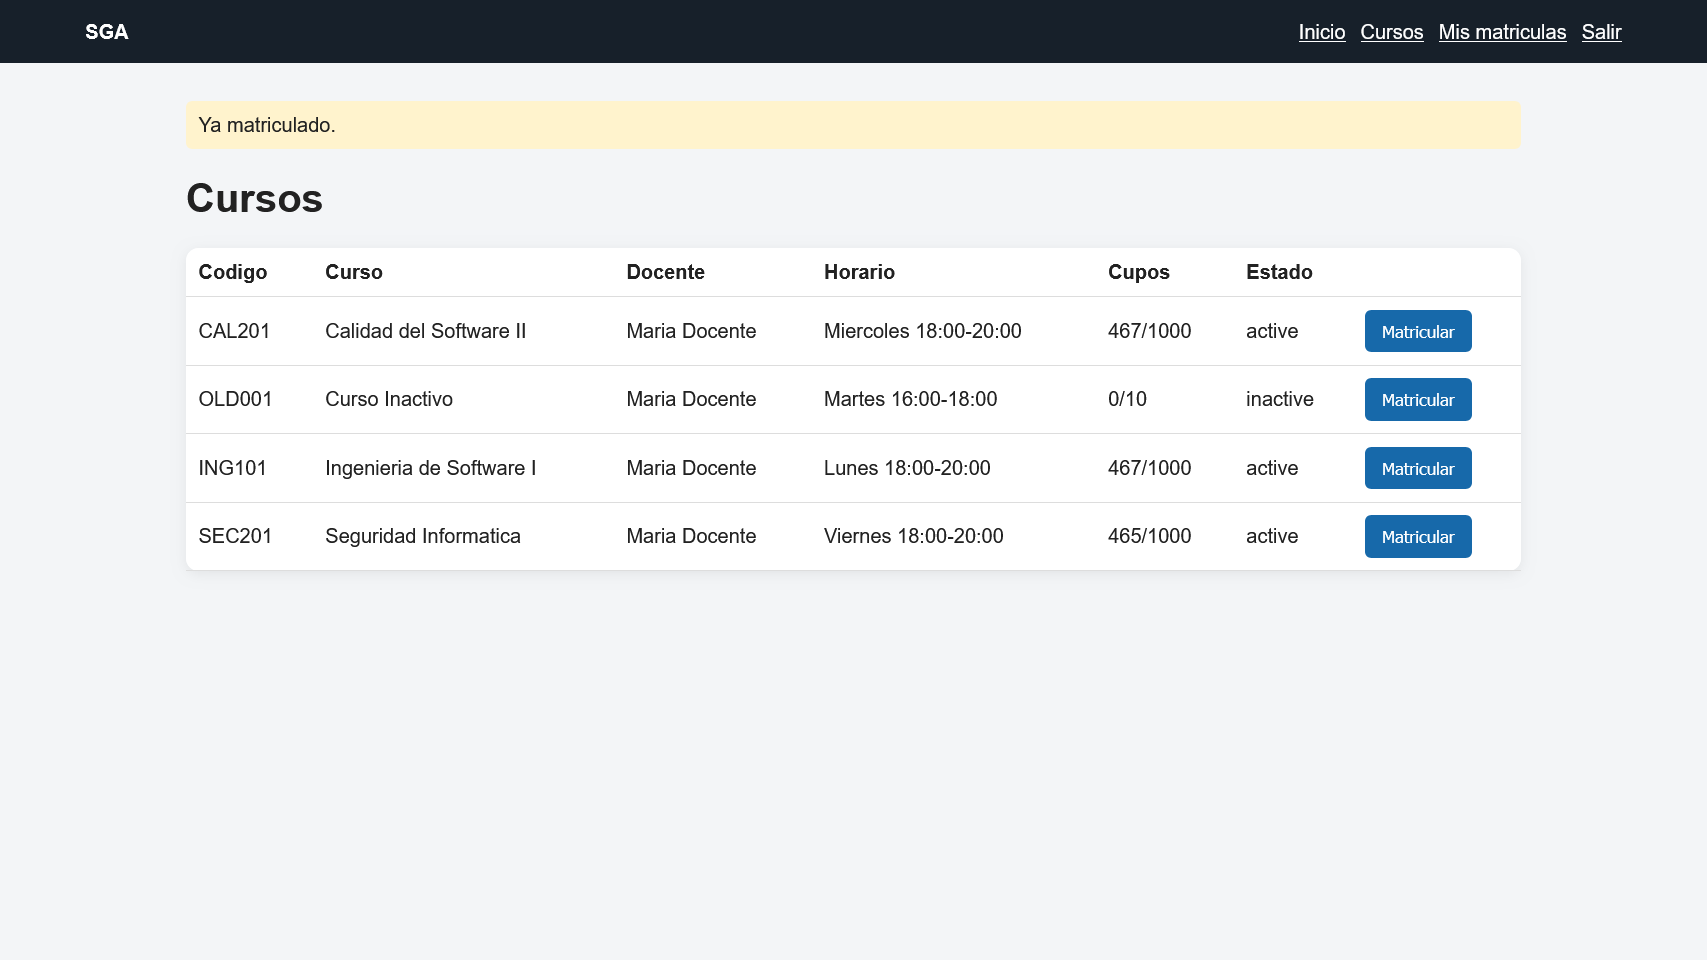 SGA Inicio Cursos Mis matriculas Salir
Ya matriculado.
Cursos
Codigo Curso Docente Horario Cupos Estado
CAL201 Calidad del Software II Maria Docente Miercoles 18:00-20:00 467/1000 active Matricular
OLD001 Curso Inactivo Maria Docente Martes 16:00-18:00 0/10 inactive Matricular
ING101 Ingenieria de Software I Maria Docente Lunes 18:00-20:00 467/1000 active Matricular
SEC201 Seguridad Informatica Maria Docente Viernes 18:00-20:00 465/1000 active Matricular